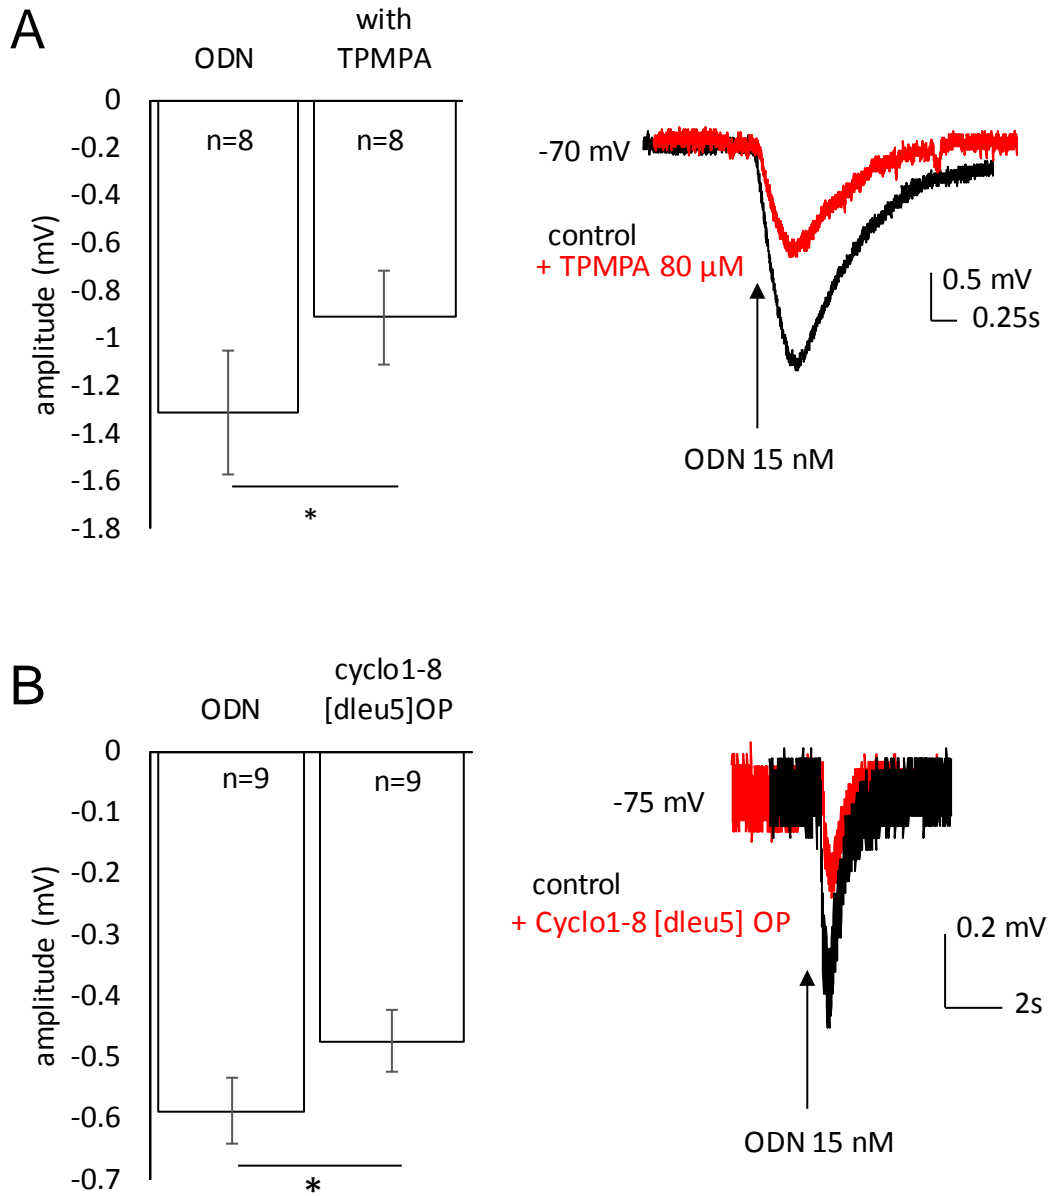 A
ODN
with
TPMPA
0
-0.2
-0.4
-0.6
-0.8
-1
-1.2
-1.4
-1.6
-1.8
amplitude (mV)
n=8
n=8
*
-70 mV
control
+ TPMPA 80 µM
0.5 mV
0.25s
ODN 15 nM
B
ODN
cyclo1-8
[dleu5]OP
0
-0.1
-0.2
-0.3
-0.4
-0.5
-0.6
-0.7
amplitude (mV)
n=9
n=9
*
-75 mV
control
+ Cyclo1-8 [dleu5] OP
0.2 mV
2s
ODN 15 nM